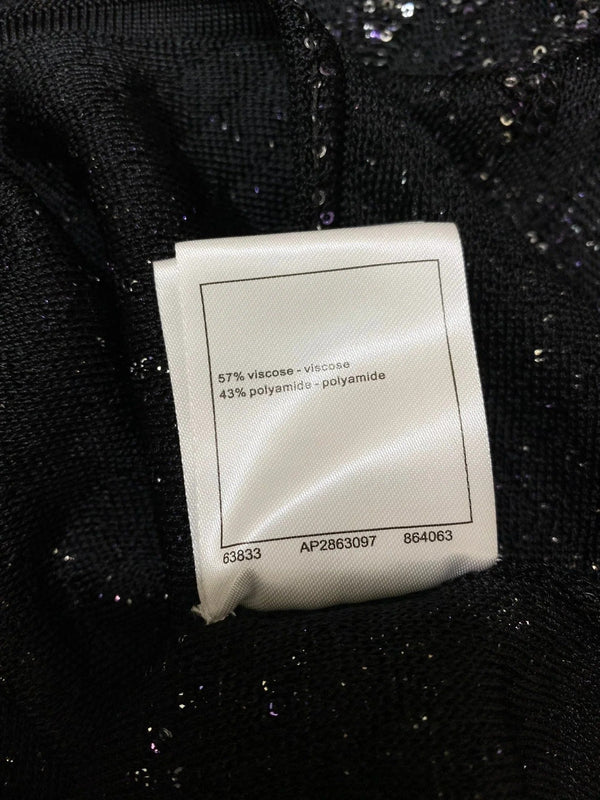 57% viscose - viscose
43% polyamide - polyamide
63833 AP2863097 864063